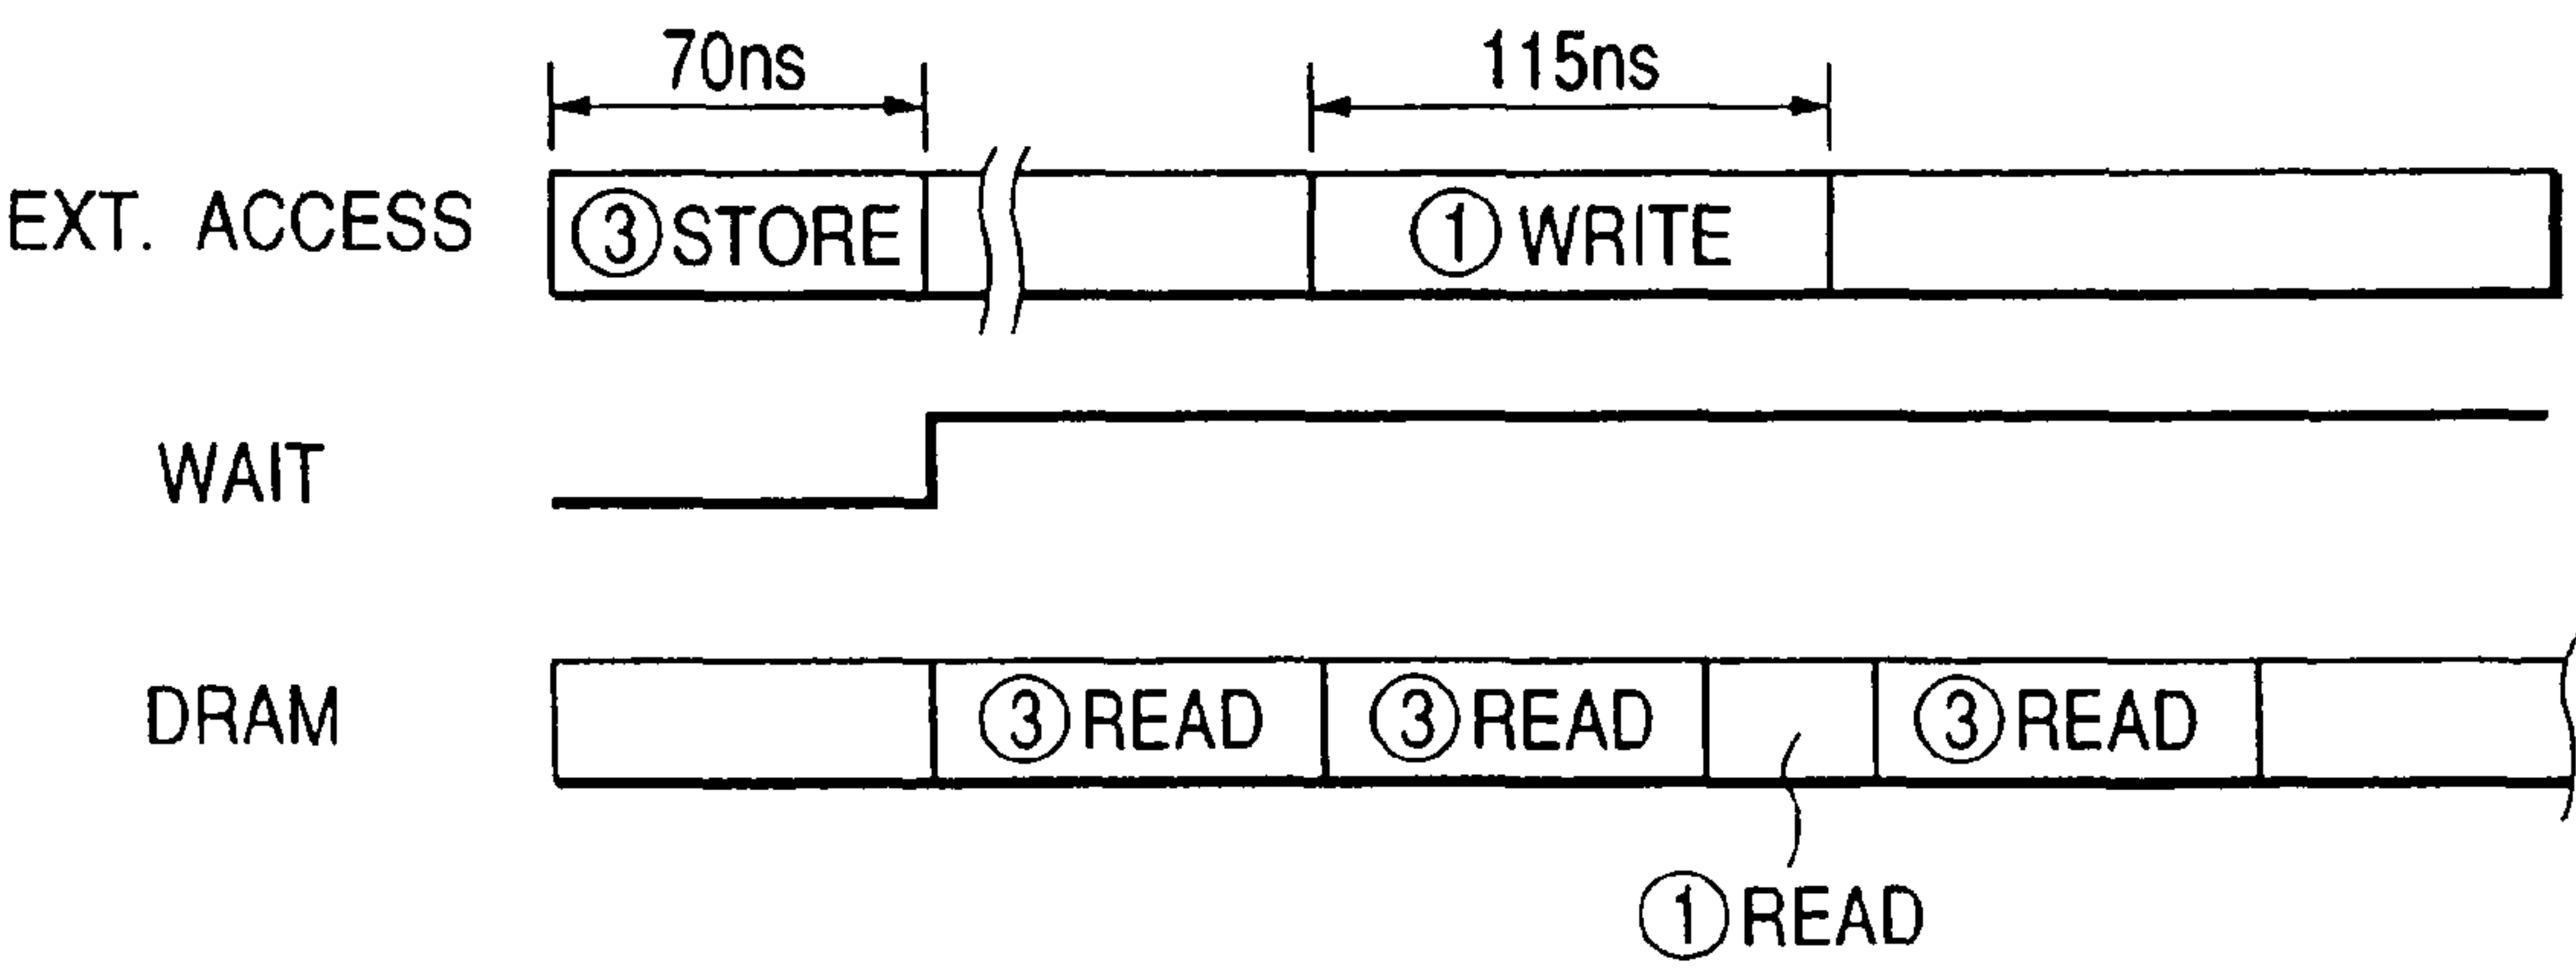 70ns 115ns
EXT. ACCESS ③STORE ①WRITE
WAIT
DRAM ③READ ③READ ③READ
①READ